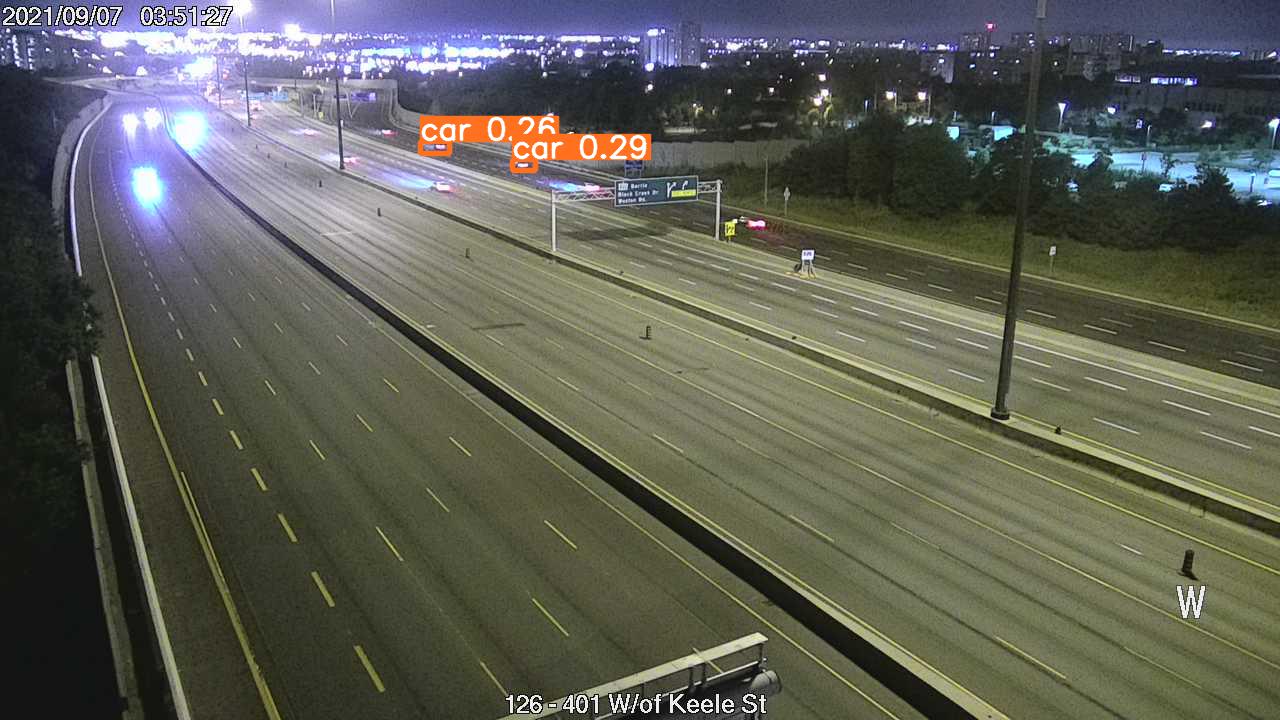 2021/09/07 03:51:27
car 0.26
car 0.29
Barrie
Black Creek Dr
Weston Rd.
W
126 - 401 W/of Keele St